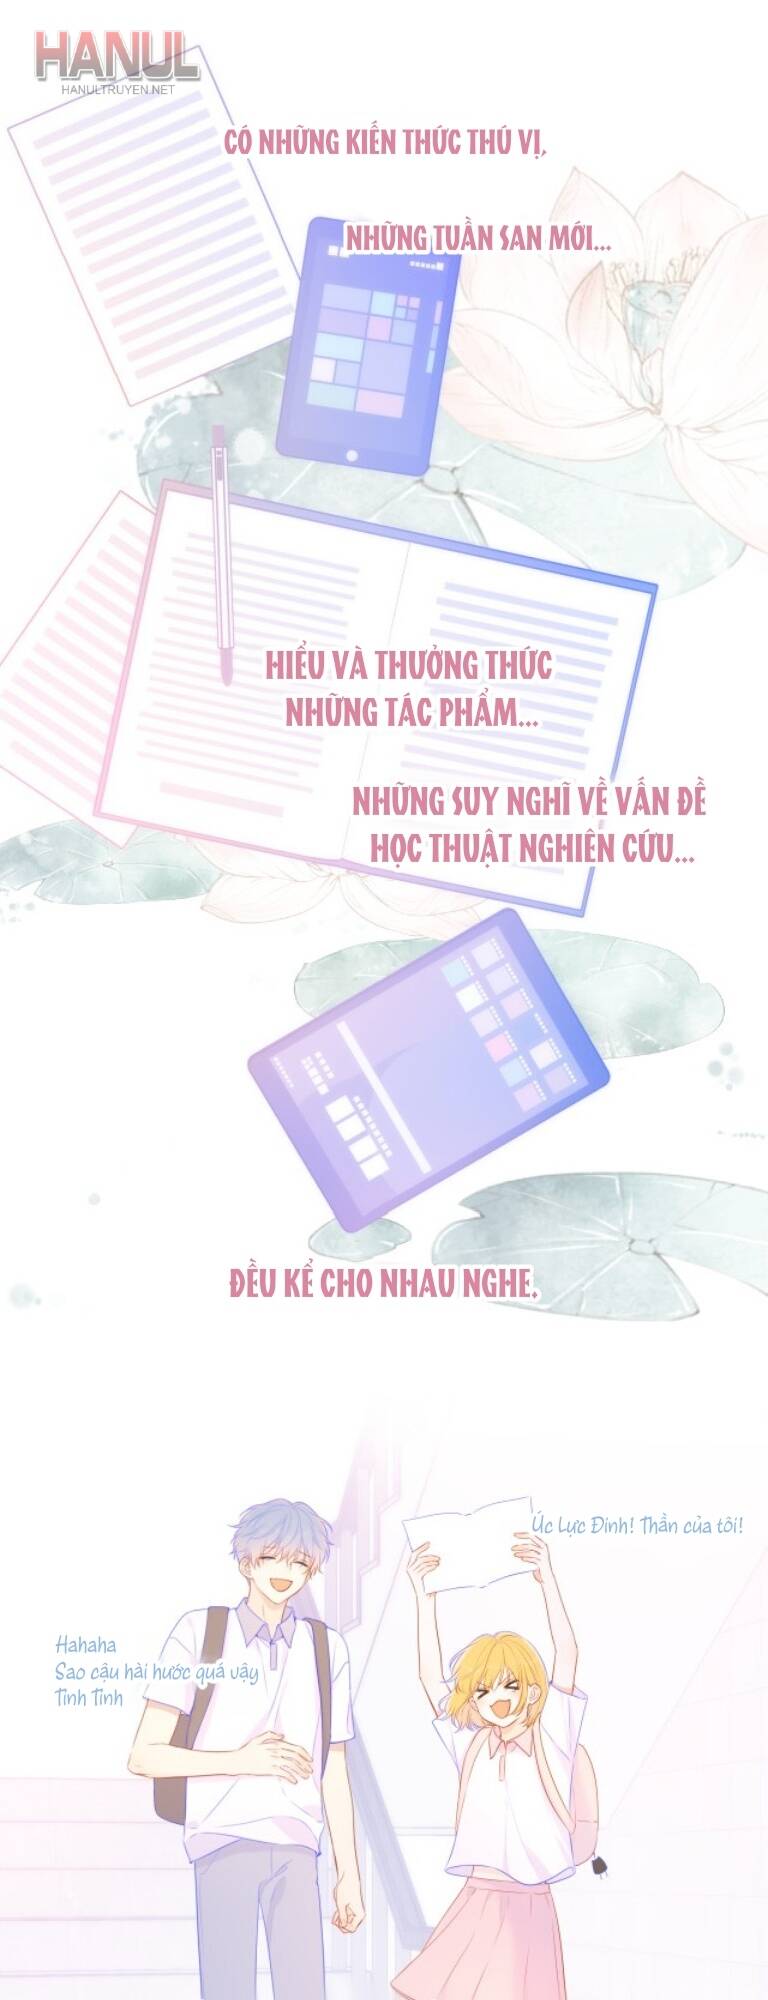 HANUL
HANULTRUYEN.NET
CÓ NHỮNG KIẾN THỨC THÚ VỊ,
NHỮNG TUẦN SAN MỚI...
HIỂU VÀ THƯỞNG THỨC
NHỮNG TÁC PHẨM...
NHỮNG SUY NGHĨ VỀ VẤN ĐỀ
HỌC THUẬT NGHIÊN CỨU...
ĐỀU KỂ CHO NHAU NGHE.
Úc Lực Đinh! Thần của tôi!
Hahaha
Sao cậu hài hước quá vậy
Tinh Tinh